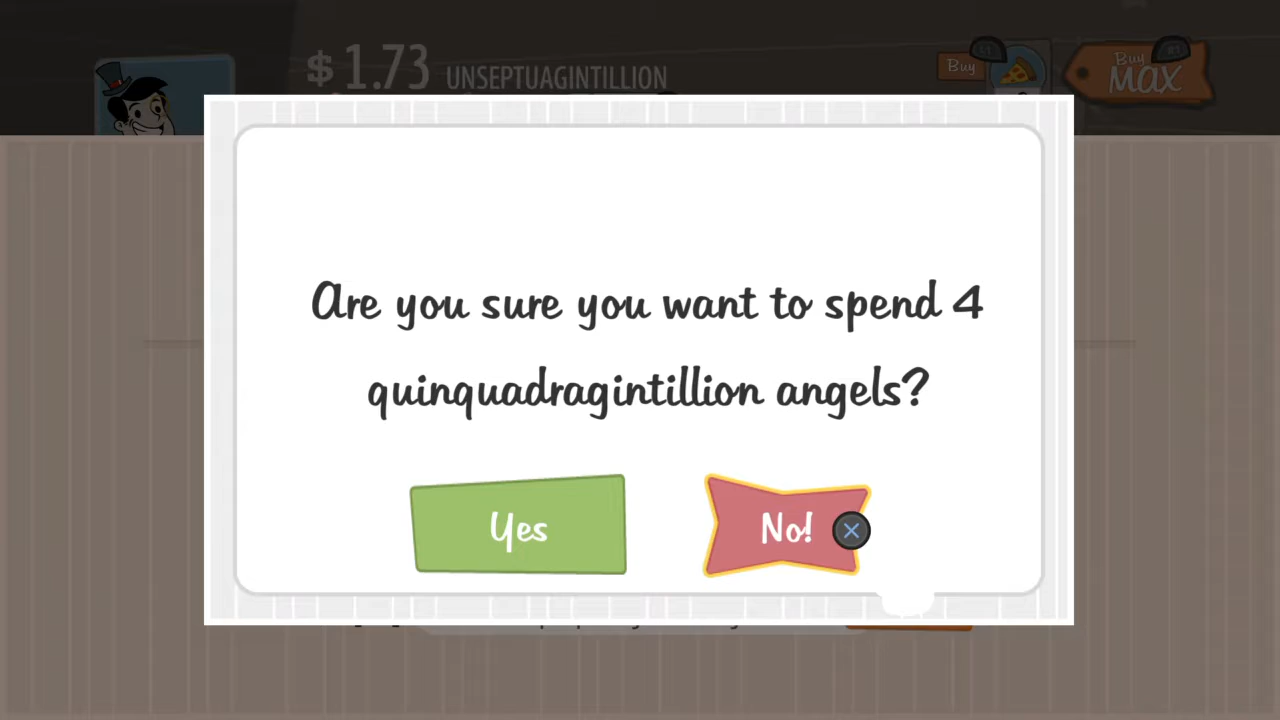 $ 1.73 UNSEPTUAGINTILLION
Buy
Buy
MAX
Are you sure you want to spend 4
quinquadragintillion angels?
Yes
No!